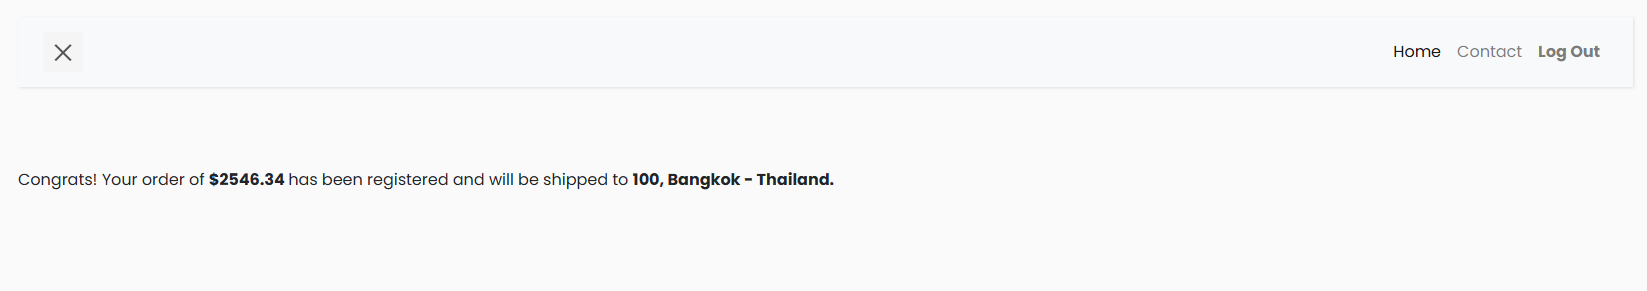 Home Contact Log Out
Congrats! Your order of $2546.34 has been registered and will be shipped to 100, Bangkok - Thailand.